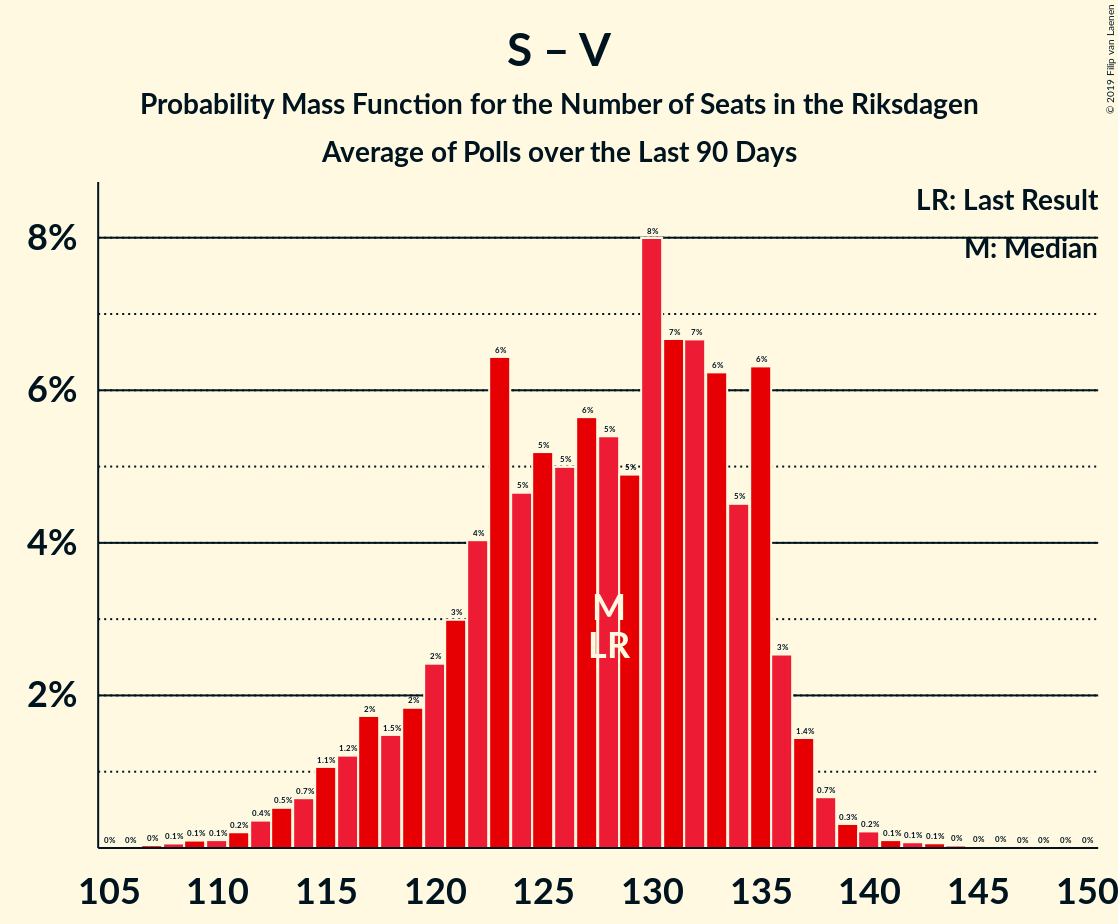 S – V
Probability Mass Function for the Number of Seats in the Riksdagen
Average of Polls over the Last 90 Days
© 2019 Filip van Laenen
LR: Last Result
M: Median
8%
6%
4%
2%
0% 0% 0% 0.1% 0.1% 0.1% 0.2% 0.4% 0.5% 0.7% 1.1% 1.2% 2% 1.5% 2% 2% 3% 4% 6% 5% 5% 5% 6% 5% 5% 8% 7% 7% 6% 5% 6% 3% 1.4% 0.7% 0.3% 0.2% 0.1% 0.1% 0.1% 0% 0% 0% 0% 0% 0% 0%
M
LR
105 110 115 120 125 130 135 140 145 150